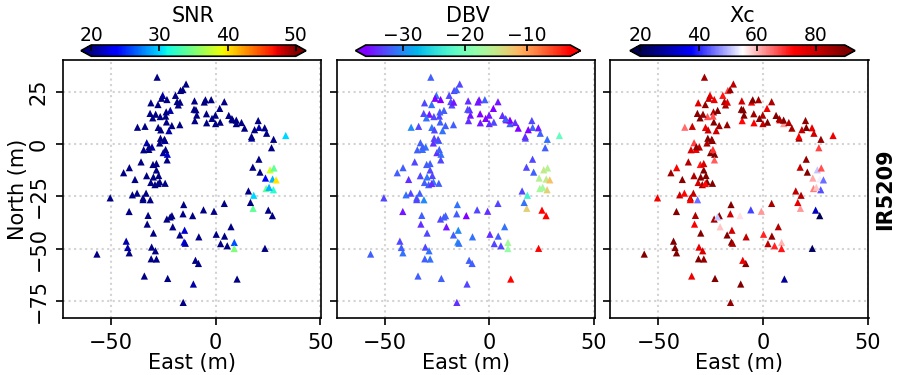 SNR DBV Xc
20 30 40 50 −30 −20 −10 20 40 60 80
North (m)
25
0
−25
−50
−75
−50 0 50 −50 0 50 −50 0 50
East (m) East (m) East (m)
IR5209